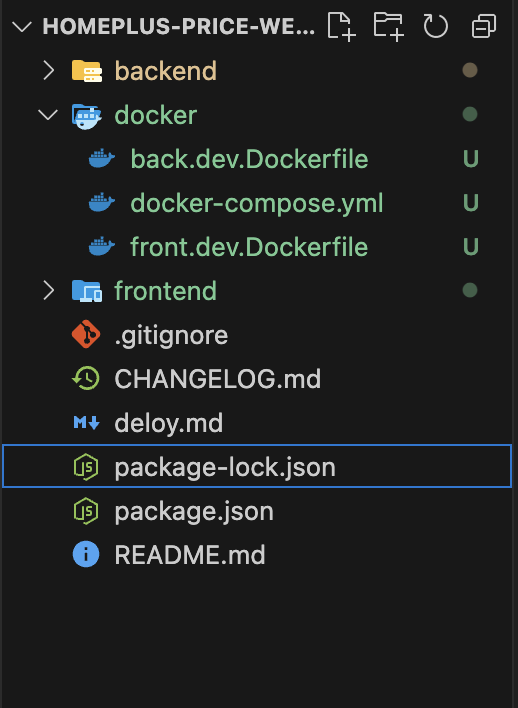 HOMEPLUS-PRICE-WE...
backend
docker
back.dev.Dockerfile U
docker-compose.yml U
front.dev.Dockerfile U
frontend
.gitignore
CHANGELOG.md
deloy.md
package-lock.json
package.json
README.md